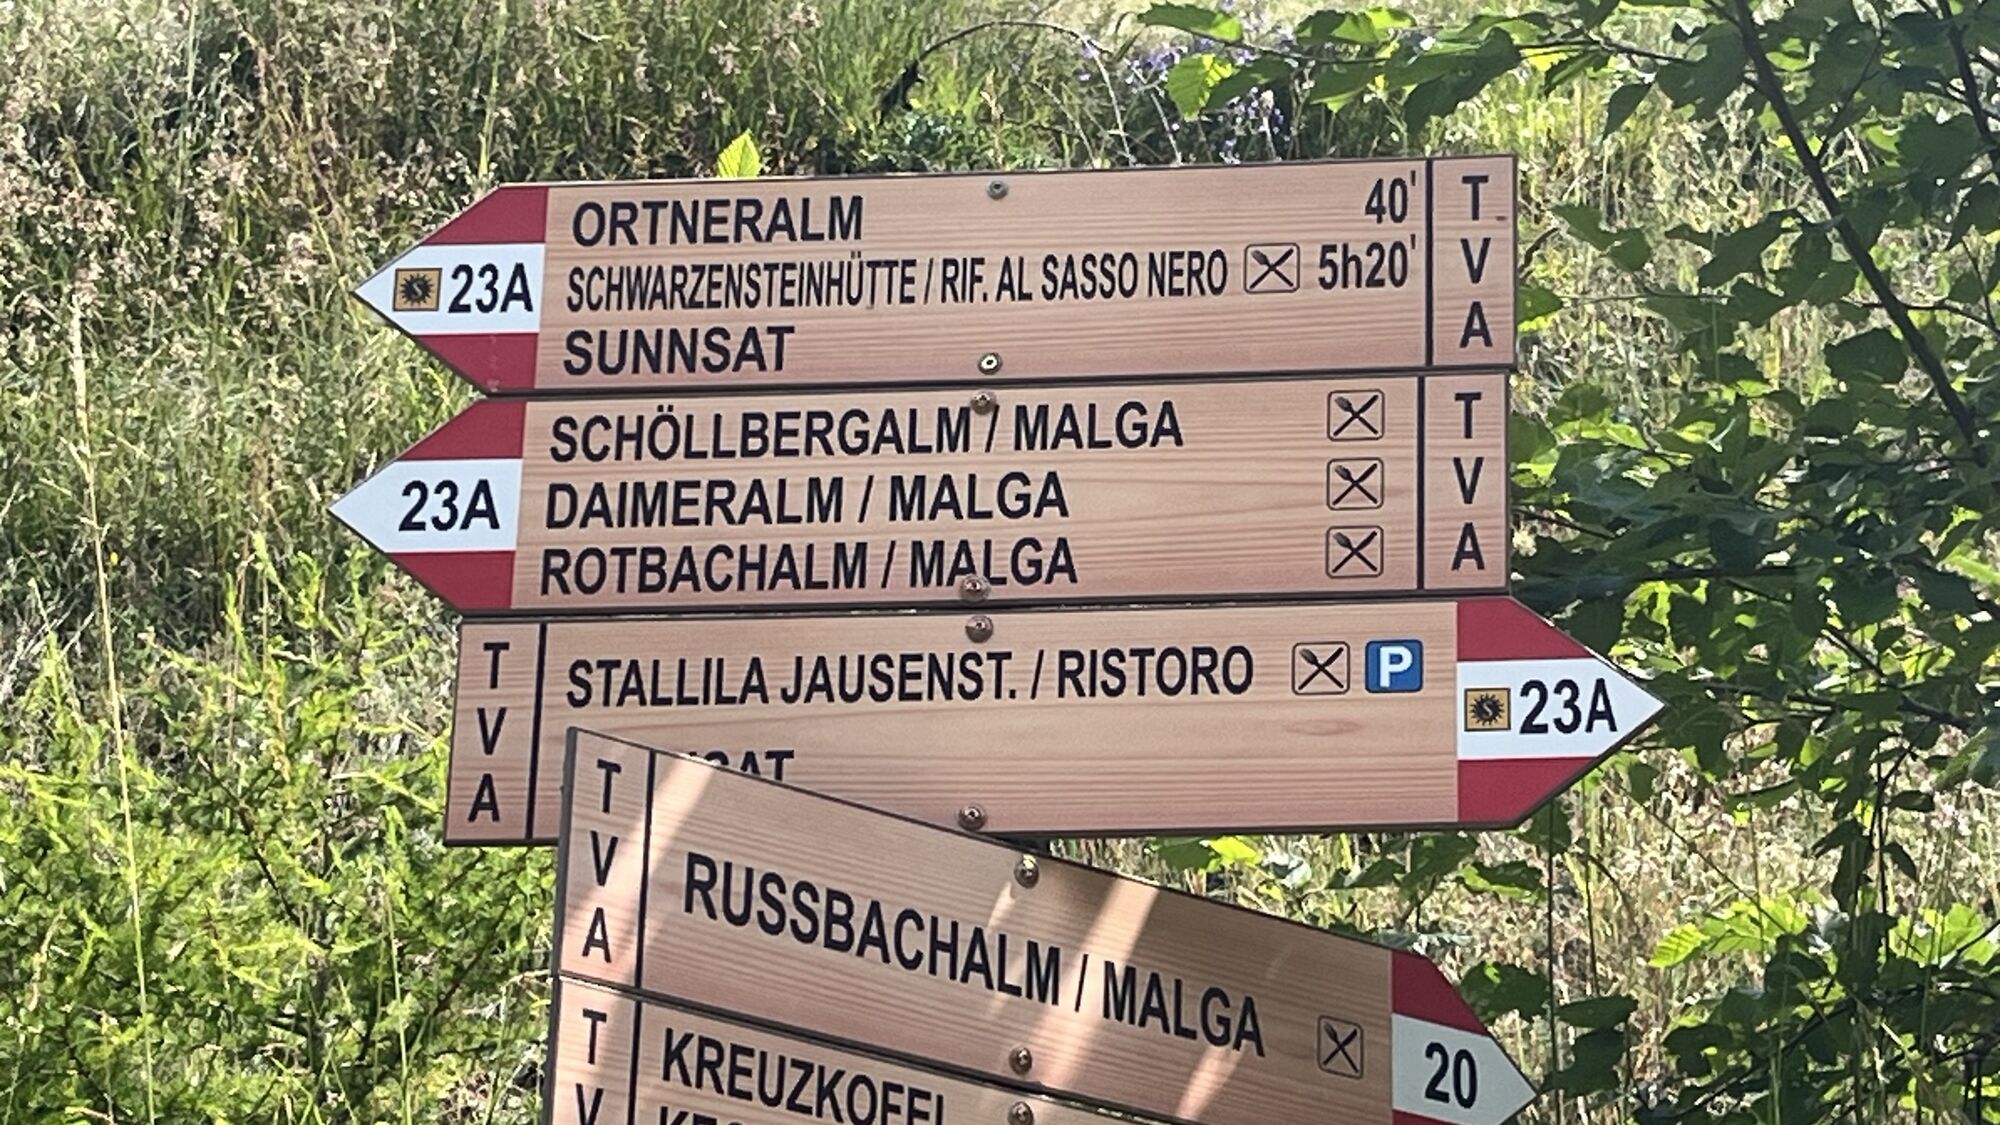 ORTNERALM 40'
23A SCHWARZENSTEINHÜTTE / RIF. AL SASSO NERO 5h20'
SUNNSAT
TVA
SCHÖLLBERGALM / MALGA
23A DAIMERALM / MALGA
ROTBACHALM / MALGA
TVA
TVA
STALLILA JAUSENST. / RISTORO P
23A
TVA
RUSSBACHALM / MALGA
20
TV
KREUZKOFEL